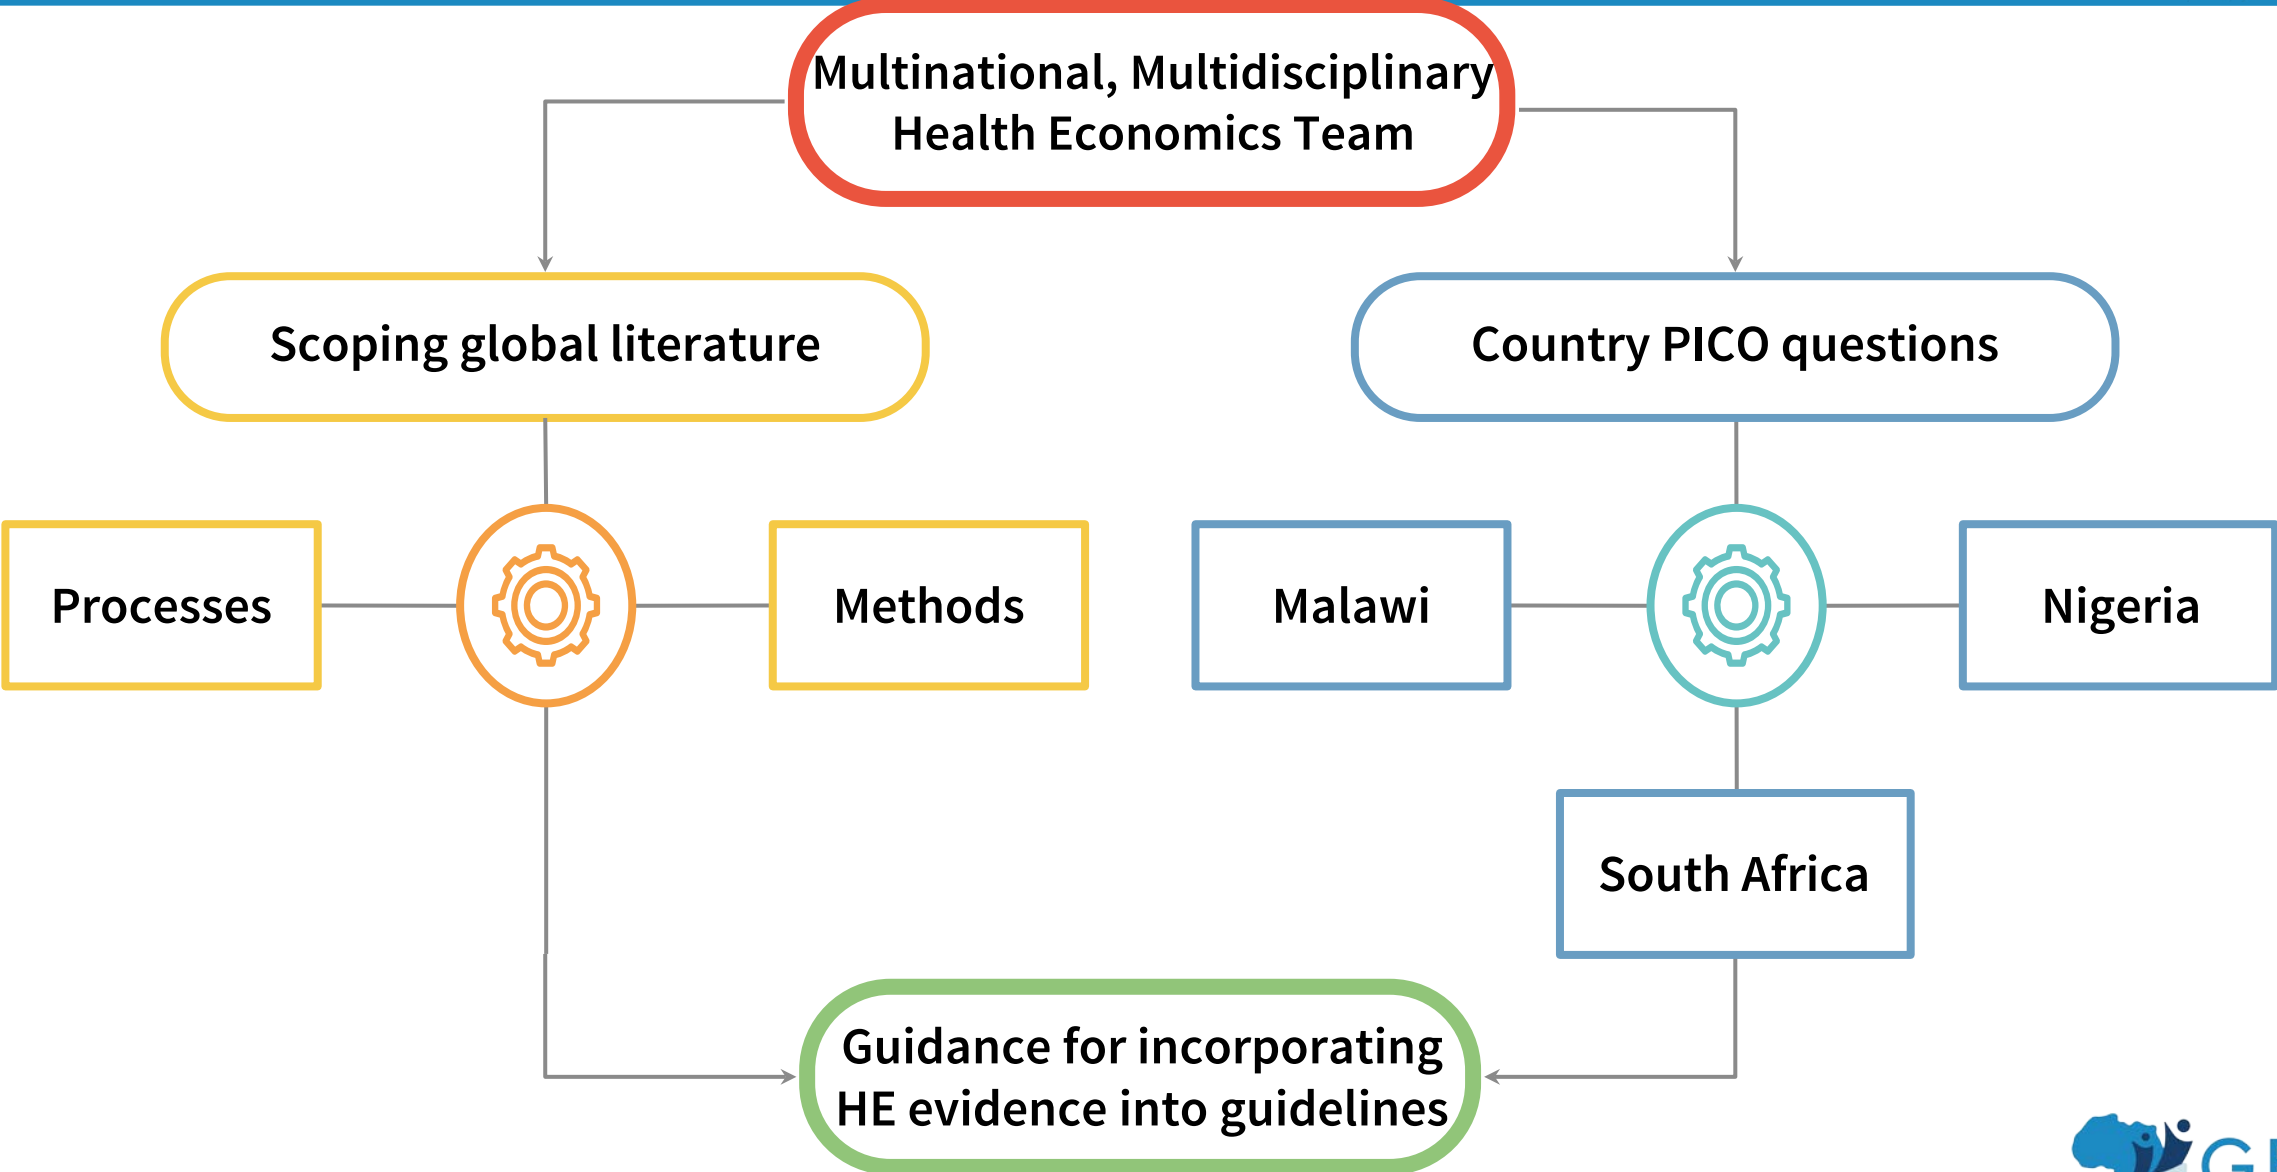 Multinational, Multidisciplinary
Health Economics Team
Scoping global literature
Country PICO questions
Processes
Methods
Malawi
Nigeria
South Africa
Guidance for incorporating
HE evidence into guidelines